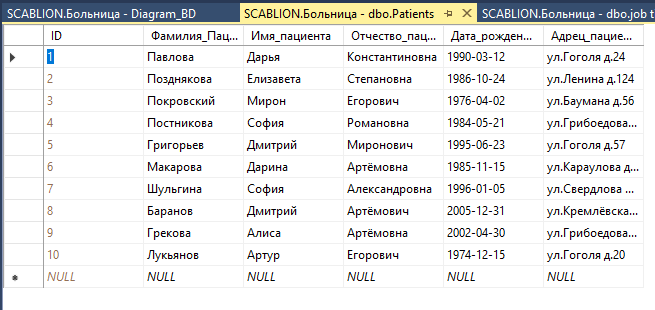 SCABLION.Больница - Diagram_BD SCABLION.Больница - dbo.Patients SCABLION.Больница - dbo.job t
ID Фамилия_Пац... Имя_пациента Отчество_пац... Дата_рожден... Адрец_пацие...
1 Павлова Дарья Константиновна 1990-03-12 ул.Гоголя д.24
2 Позднякова Елизавета Степановна 1986-10-24 ул.Ленина д.124
3 Покровский Мирон Егорович 1976-04-02 ул.Баумана д.56
4 Постникова София Романовна 1984-05-21 ул.Грибоедова...
5 Григорьев Дмитрий Миронович 1995-06-23 ул.Гоголя д.57
6 Макарова Дарина Артёмовна 1985-11-15 ул.Караулова д...
7 Шульгина София Александровна 1996-01-05 ул.Свердлова ...
8 Баранов Дмитрий Артёмович 2005-12-31 ул.Кремлёвска...
9 Грекова Алиса Артёмовна 2002-04-30 ул.Грибоедова...
10 Лукьянов Артур Егорович 1974-12-15 ул.Гоголя д.20
NULL NULL NULL NULL NULL NULL